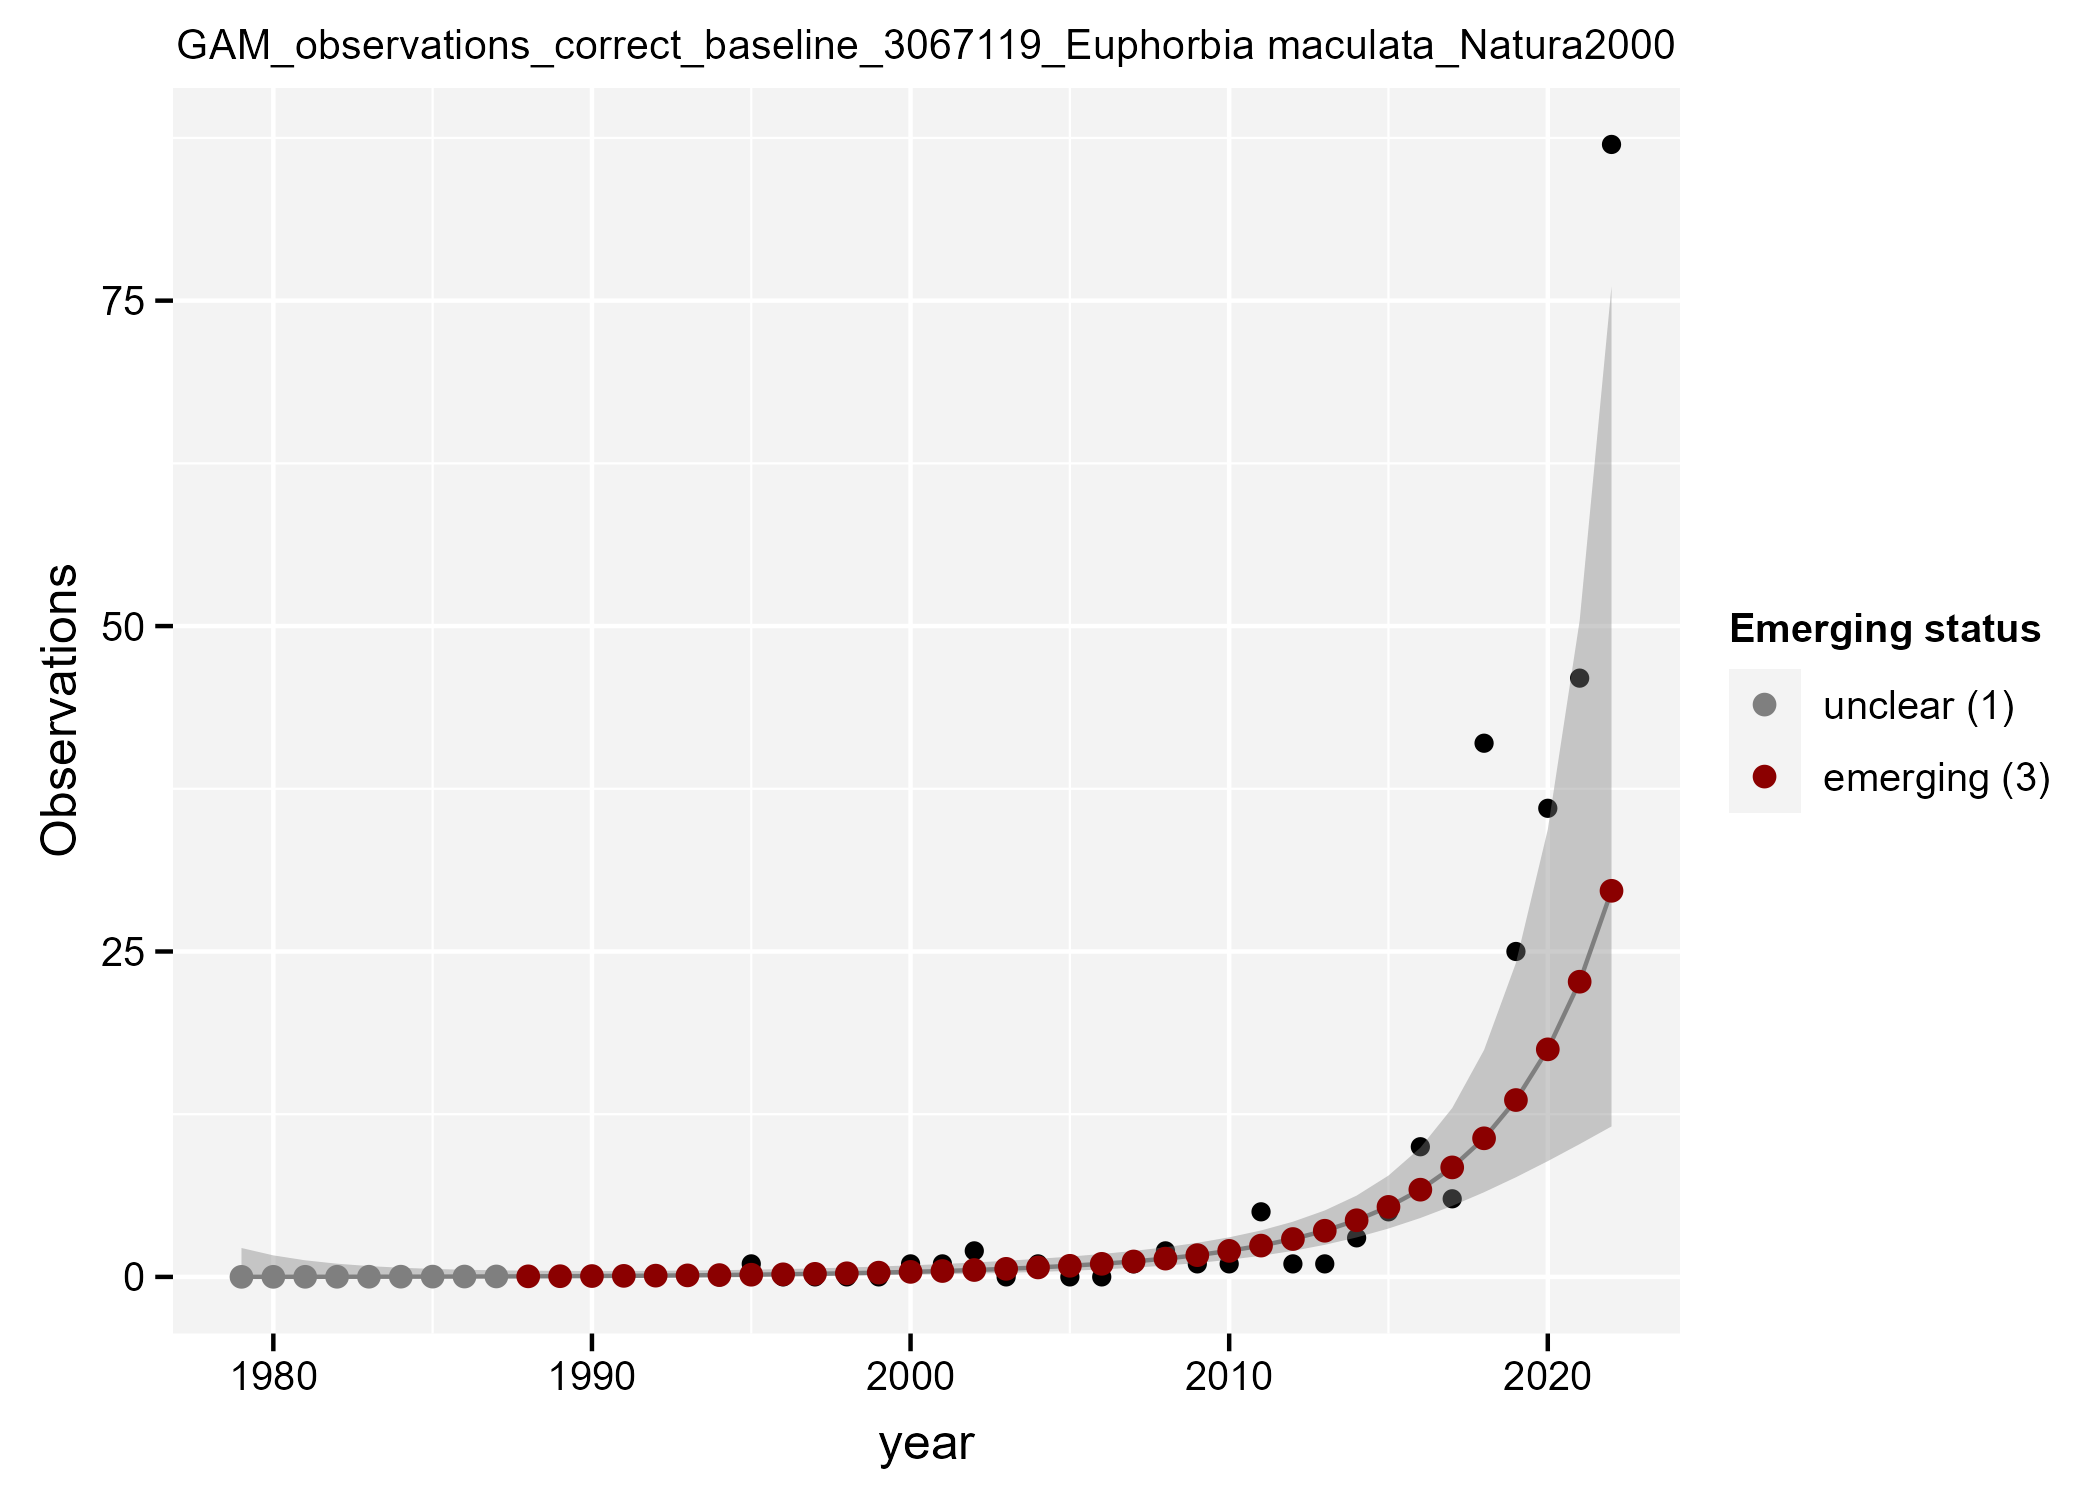 GAM_observations_correct_baseline_3067119_Euphorbia maculata_Natura2000
Observations
75
50
25
0
1980 1990 2000 2010 2020
year
Emerging status
unclear (1)
emerging (3)